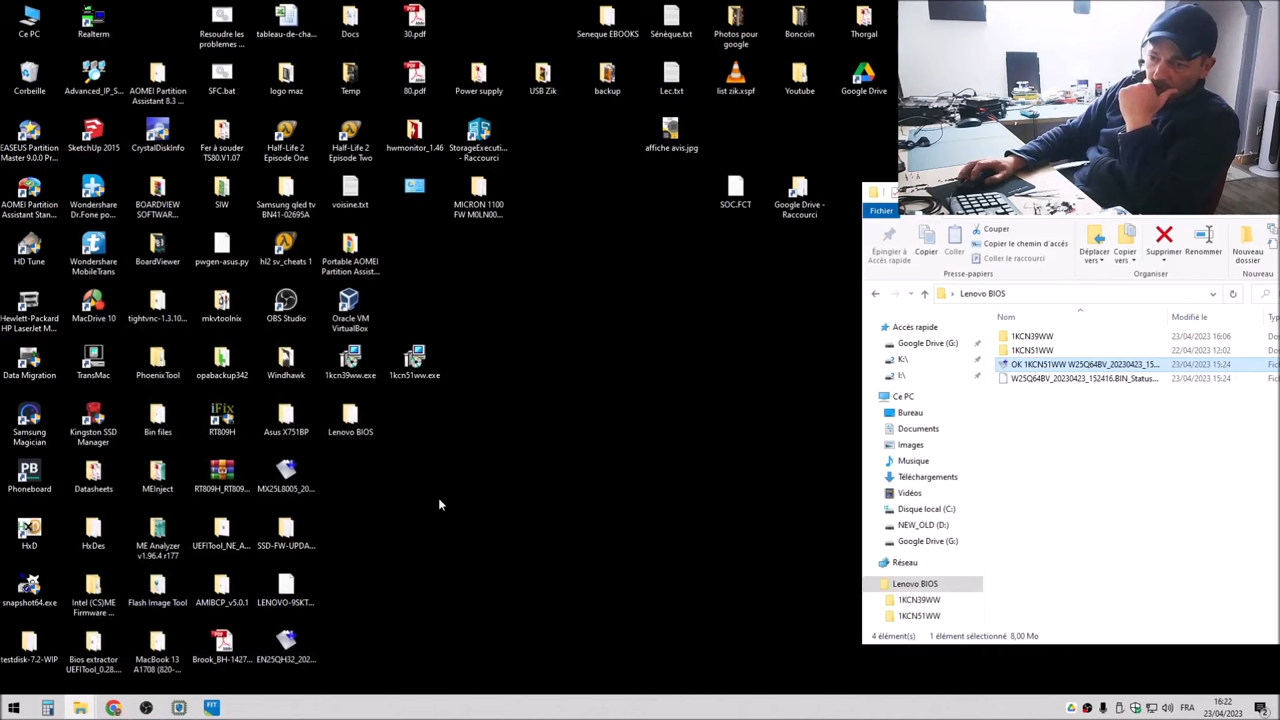 Ce PC
Realterm
Resoudre les
problemes ...
tableau-de-cha...
Docs
30.pdf
Seneque EBOOKS
Sénèque.txt
Photos pour
google
Boncoin
Thorgal
Corbeille
Advanced_IP_S...
AOMEI Partition
Assistant 8.3 ...
SFC.bat
logo maz
Temp
80.pdf
Power supply
USB Zik
backup
Lec.txt
list zik.xspf
Youtube
Google Drive
EASEUS Partition
Master 9.0.0 Pr...
SketchUp 2015
CrystalDiskInfo
Fer à souder
TS80.V1.07
Half-Life 2
Episode One
Half-Life 2
Episode Two
hwmonitor_1.46
StorageExecuti...
- Raccourci
affiche avis.jpg
AOMEI Partition
Assistant Stan...
Wondershare
Dr.Fone po...
BOARDVIEW
SOFTWAR...
SIW
Samsung qled tv
BN41-02695A
voisine.txt
MICRON 1100
FW M0LN00...
SOC.FCT
Google Drive -
Raccourci
HD Tune
Wondershare
MobileTrans
BoardViewer
pwgen-asus.py
hl2 sv_cheats 1
Portable AOMEI
Partition Assist...
Hewlett-Packard
HP LaserJet M...
MacDrive 10
tightvnc-1.3.10...
mkvtoolnix
OBS Studio
Oracle VM
VirtualBox
Data Migration
TransMac
PhoenixTool
opabackup342
Windhawk
1kcn39ww.exe
1kcn51ww.exe
Samsung
Magician
Kingston SSD
Manager
Bin files
iFix
RT809H
Asus X751BP
Lenovo BIOS
PB
Phoneboard
Datasheets
MEInject
RT809H_RT809...
MX25L8005_20...
HxD
HxDes
ME Analyzer
v1.96.4 r177
UEFITool_NE_A...
SSD-FW-UPDA...
snapshot64.exe
Intel (CS)ME
Firmware ...
Flash Image Tool
AMIBCP_v5.0.1
LENOVO-9SKT...
testdisk-7.2-WIP
Bios extractor
UEFITool_0.28....
MacBook 13
A1708 (820-...
Brook_BH-1427...
EN25QH32_202...
Fichier
Épingler à
Accès rapide
Copier
Coller
Couper
Copier le chemin d'accès
Coller le raccourci
Presse-papiers
Déplacer
vers
Copier
vers
Supprimer
Renommer
Organiser
Nouveau
dossier
Nouveau
Lenovo BIOS
Nom
Modifié le
Ty
Accès rapide
Google Drive (G:)
K:\
I:\
Ce PC
Bureau
Documents
Images
Musique
Téléchargements
Vidéos
Disque local (C:)
NEW_OLD (D:)
Google Drive (G:)
Réseau
Lenovo BIOS
1KCN39WW
1KCN51WW
1KCN39WW 23/04/2023 16:06 Do
1KCN51WW 22/04/2023 12:02 Do
OK 1KCN51WW W25Q64BV_20230423_15... 23/04/2023 15:24 Fic
W25Q64BV_20230423_152416.BIN_Status... 23/04/2023 15:24 Fic
4 élément(s) 1 élément sélectionné 8,00 Mo
FIT
FRA
16:22
23/04/2023
2